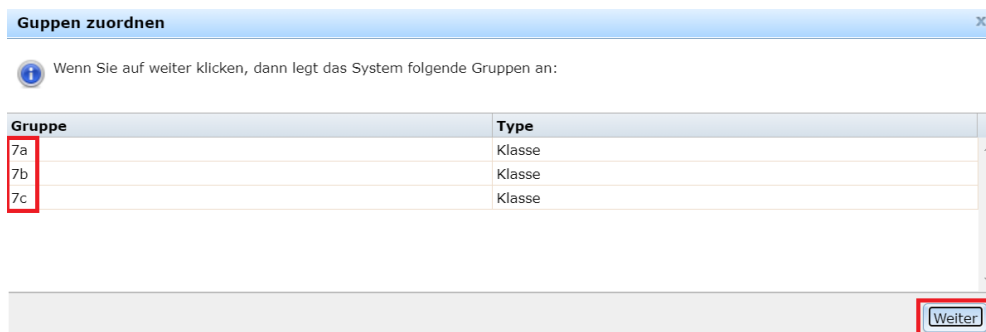 Guppen zuordnen
Wenn Sie auf weiter klicken, dann legt das System folgende Gruppen an:
Gruppe Type
7a Klasse
7b Klasse
7c Klasse
Weiter